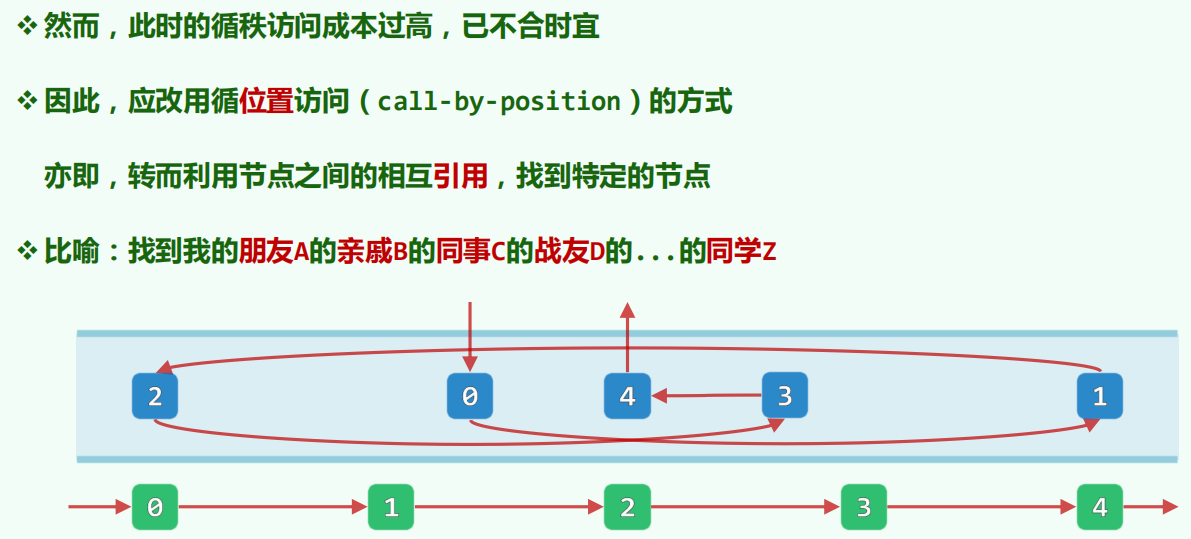 ❖ 然而，此时的循秩访问成本过高，已不合时宜
❖ 因此，应改用循位置访问（call-by-position）的方式
亦即，转而利用节点之间的相互引用，找到特定的节点
❖ 比喻：找到我的朋友A的亲戚B的同事C的战友D的...的同学Z
2 0 4 3 1
0 1 2 3 4